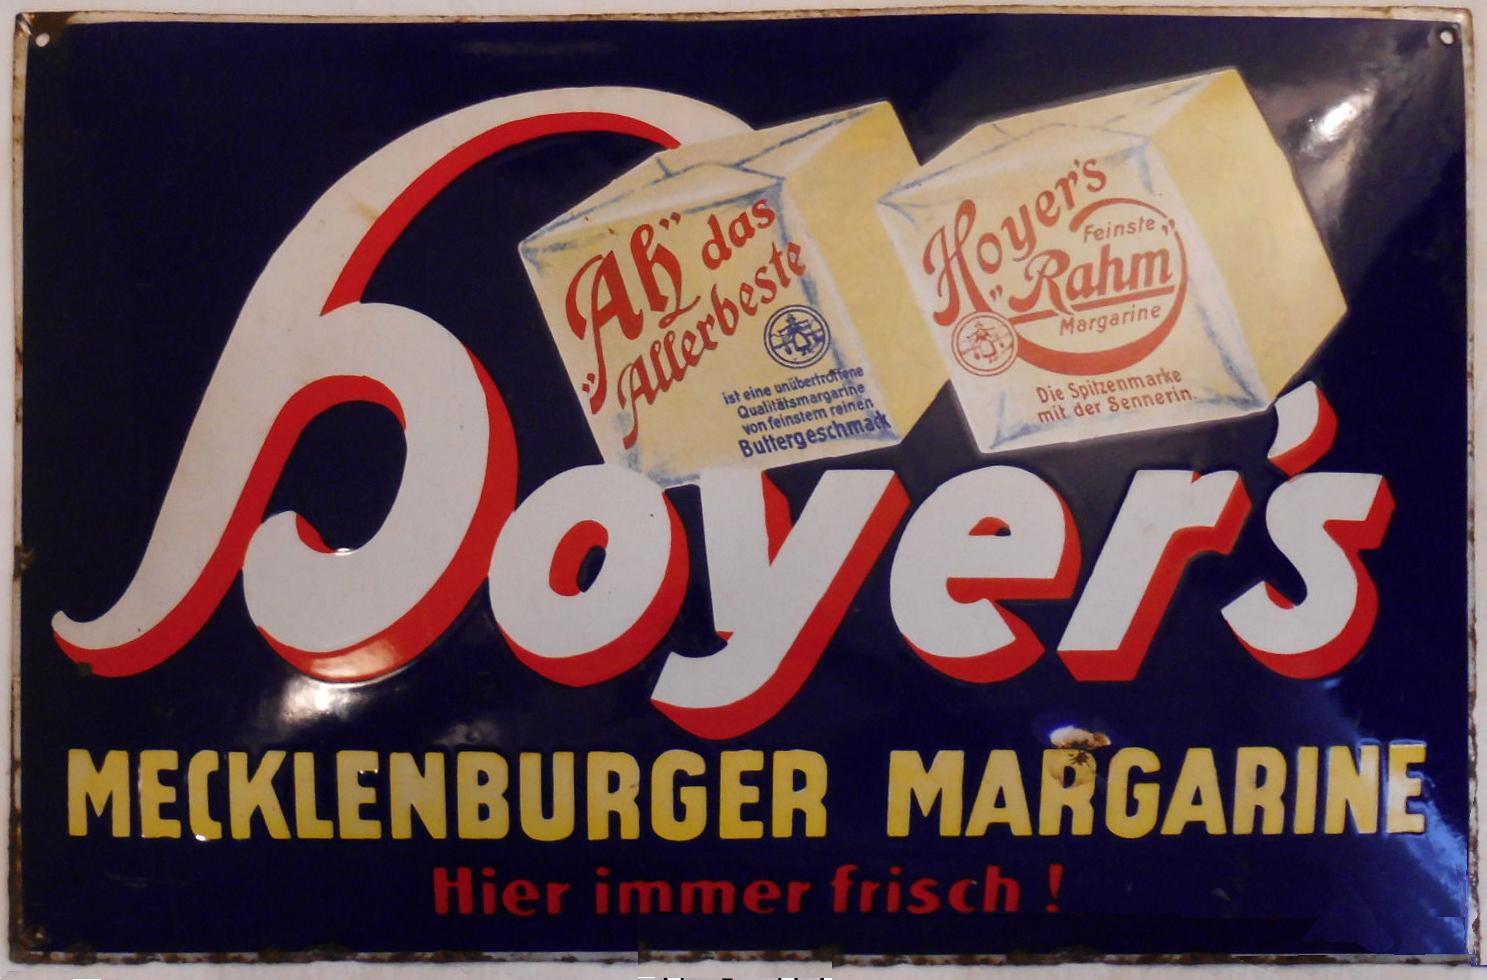 „Ah" das
Allerbeste
ist eine unübertroffene
Qualitätsmargarine
von feinstem reinen
Buttergeschmack
Hoyer's
Feinste
„Rahm"
Margarine
Die Spitzenmarke
mit der Sennerin.
Hoyer's
MECKLENBURGER MARGARINE
Hier immer frisch !